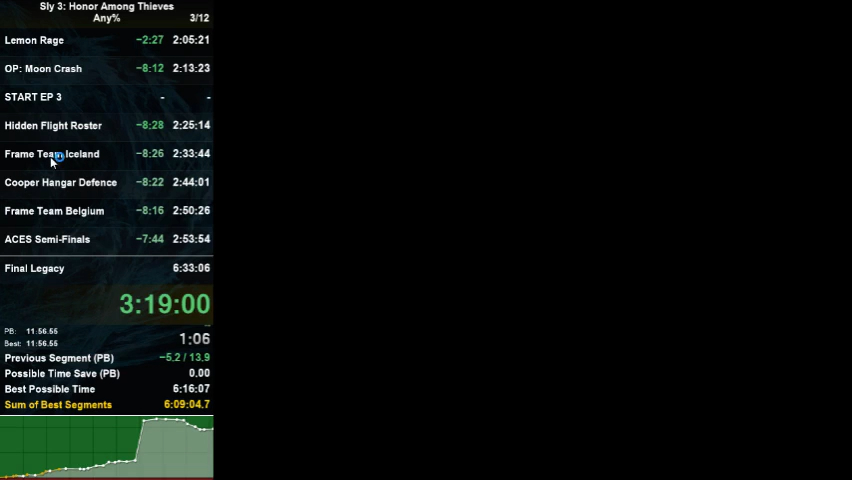 Sly 3: Honor Among Thieves
Any% 3/12
Lemon Rage −2:27 2:05:21
OP: Moon Crash −8:12 2:13:23
START EP 3 - -
Hidden Flight Roster −8:28 2:25:14
Frame Team Iceland −8:26 2:33:44
Cooper Hangar Defence −8:22 2:44:01
Frame Team Belgium −8:16 2:50:26
ACES Semi-Finals −7:44 2:53:54
Final Legacy 6:33:06
3:19:00
PB: 11:56.55
Best: 11:56.55
1:06
Previous Segment (PB) −5.2 / 13.9
Possible Time Save (PB) 0.00
Best Possible Time 6:16:07
Sum of Best Segments 6:09:04.7